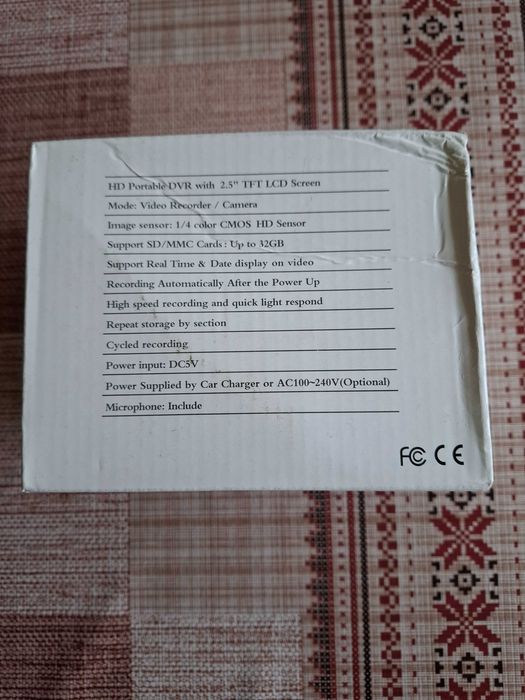 HD Portable DVR with 2.5" TFT LCD Screen
Mode: Video Recorder / Camera
Image sensor: 1/4 color CMOS HD Sensor
Support SD/MMC Cards: Up to 32GB
Support Real Time & Date display on video
Recording Automatically After the Power Up
High speed recording and quick light respond
Repeat storage by section
Cycled recording
Power input: DC5V
Power Supplied by Car Charger or AC100~240V(Optional)
Microphone: Include
FC CE